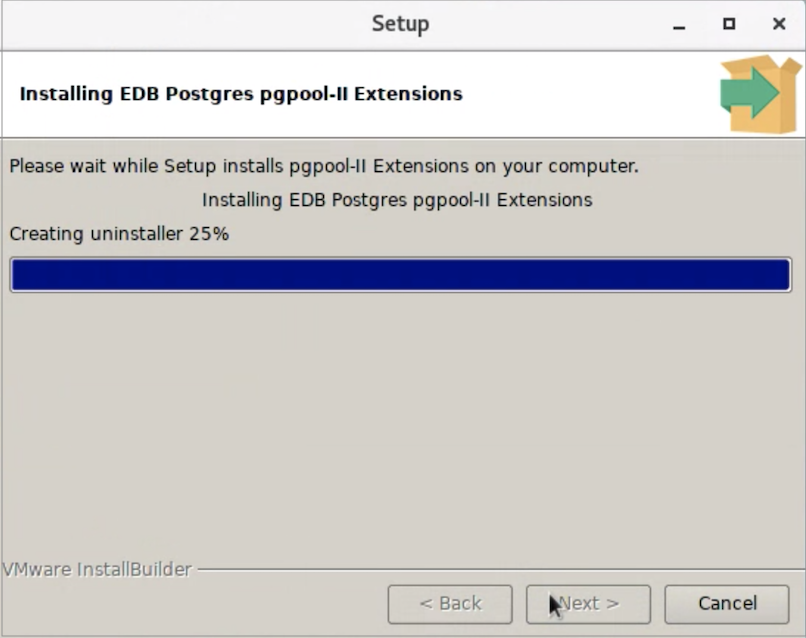 Setup
Installing EDB Postgres pgpool-II Extensions
Please wait while Setup installs pgpool-II Extensions on your computer.
Installing EDB Postgres pgpool-II Extensions
Creating uninstaller 25%
VMware InstallBuilder
< Back Next > Cancel